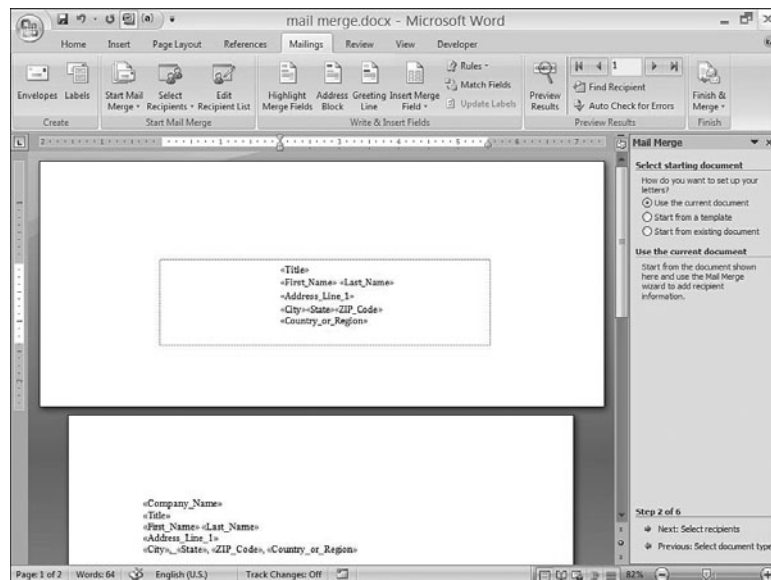 mail merge.docx - Microsoft Word
Home Insert Page Layout References Mailings Review View Developer
Envelopes Labels
Create
Start Mail Merge Select Recipients Edit Recipient List
Start Mail Merge
Highlight Merge Fields Address Block Greeting Line Insert Merge Field
Rules
Match Fields
Update Labels
Write & Insert Fields
Preview Results
1
Find Recipient
Auto Check for Errors
Preview Results
Finish & Merge
Finish
«Title»
«First_Name» «Last_Name»
«Address_Line_1»
«City»«State»«ZIP_Code»
«Country_or_Region»
«Company_Name»
«Title»
«First_Name» «Last_Name»
«Address_Line_1»
«City», «State», «ZIP_Code», «Country_or_Region»
Mail Merge
Select starting document
How do you want to set up your
letters?
Use the current document
Start from a template
Start from existing document
Use the current document
Start from the document shown
here and use the Mail Merge
wizard to add recipient
information.
Step 2 of 6
Next: Select recipients
Previous: Select document type
Page: 1 of 2 Words: 64 English (U.S.) Track Changes: Off 82%